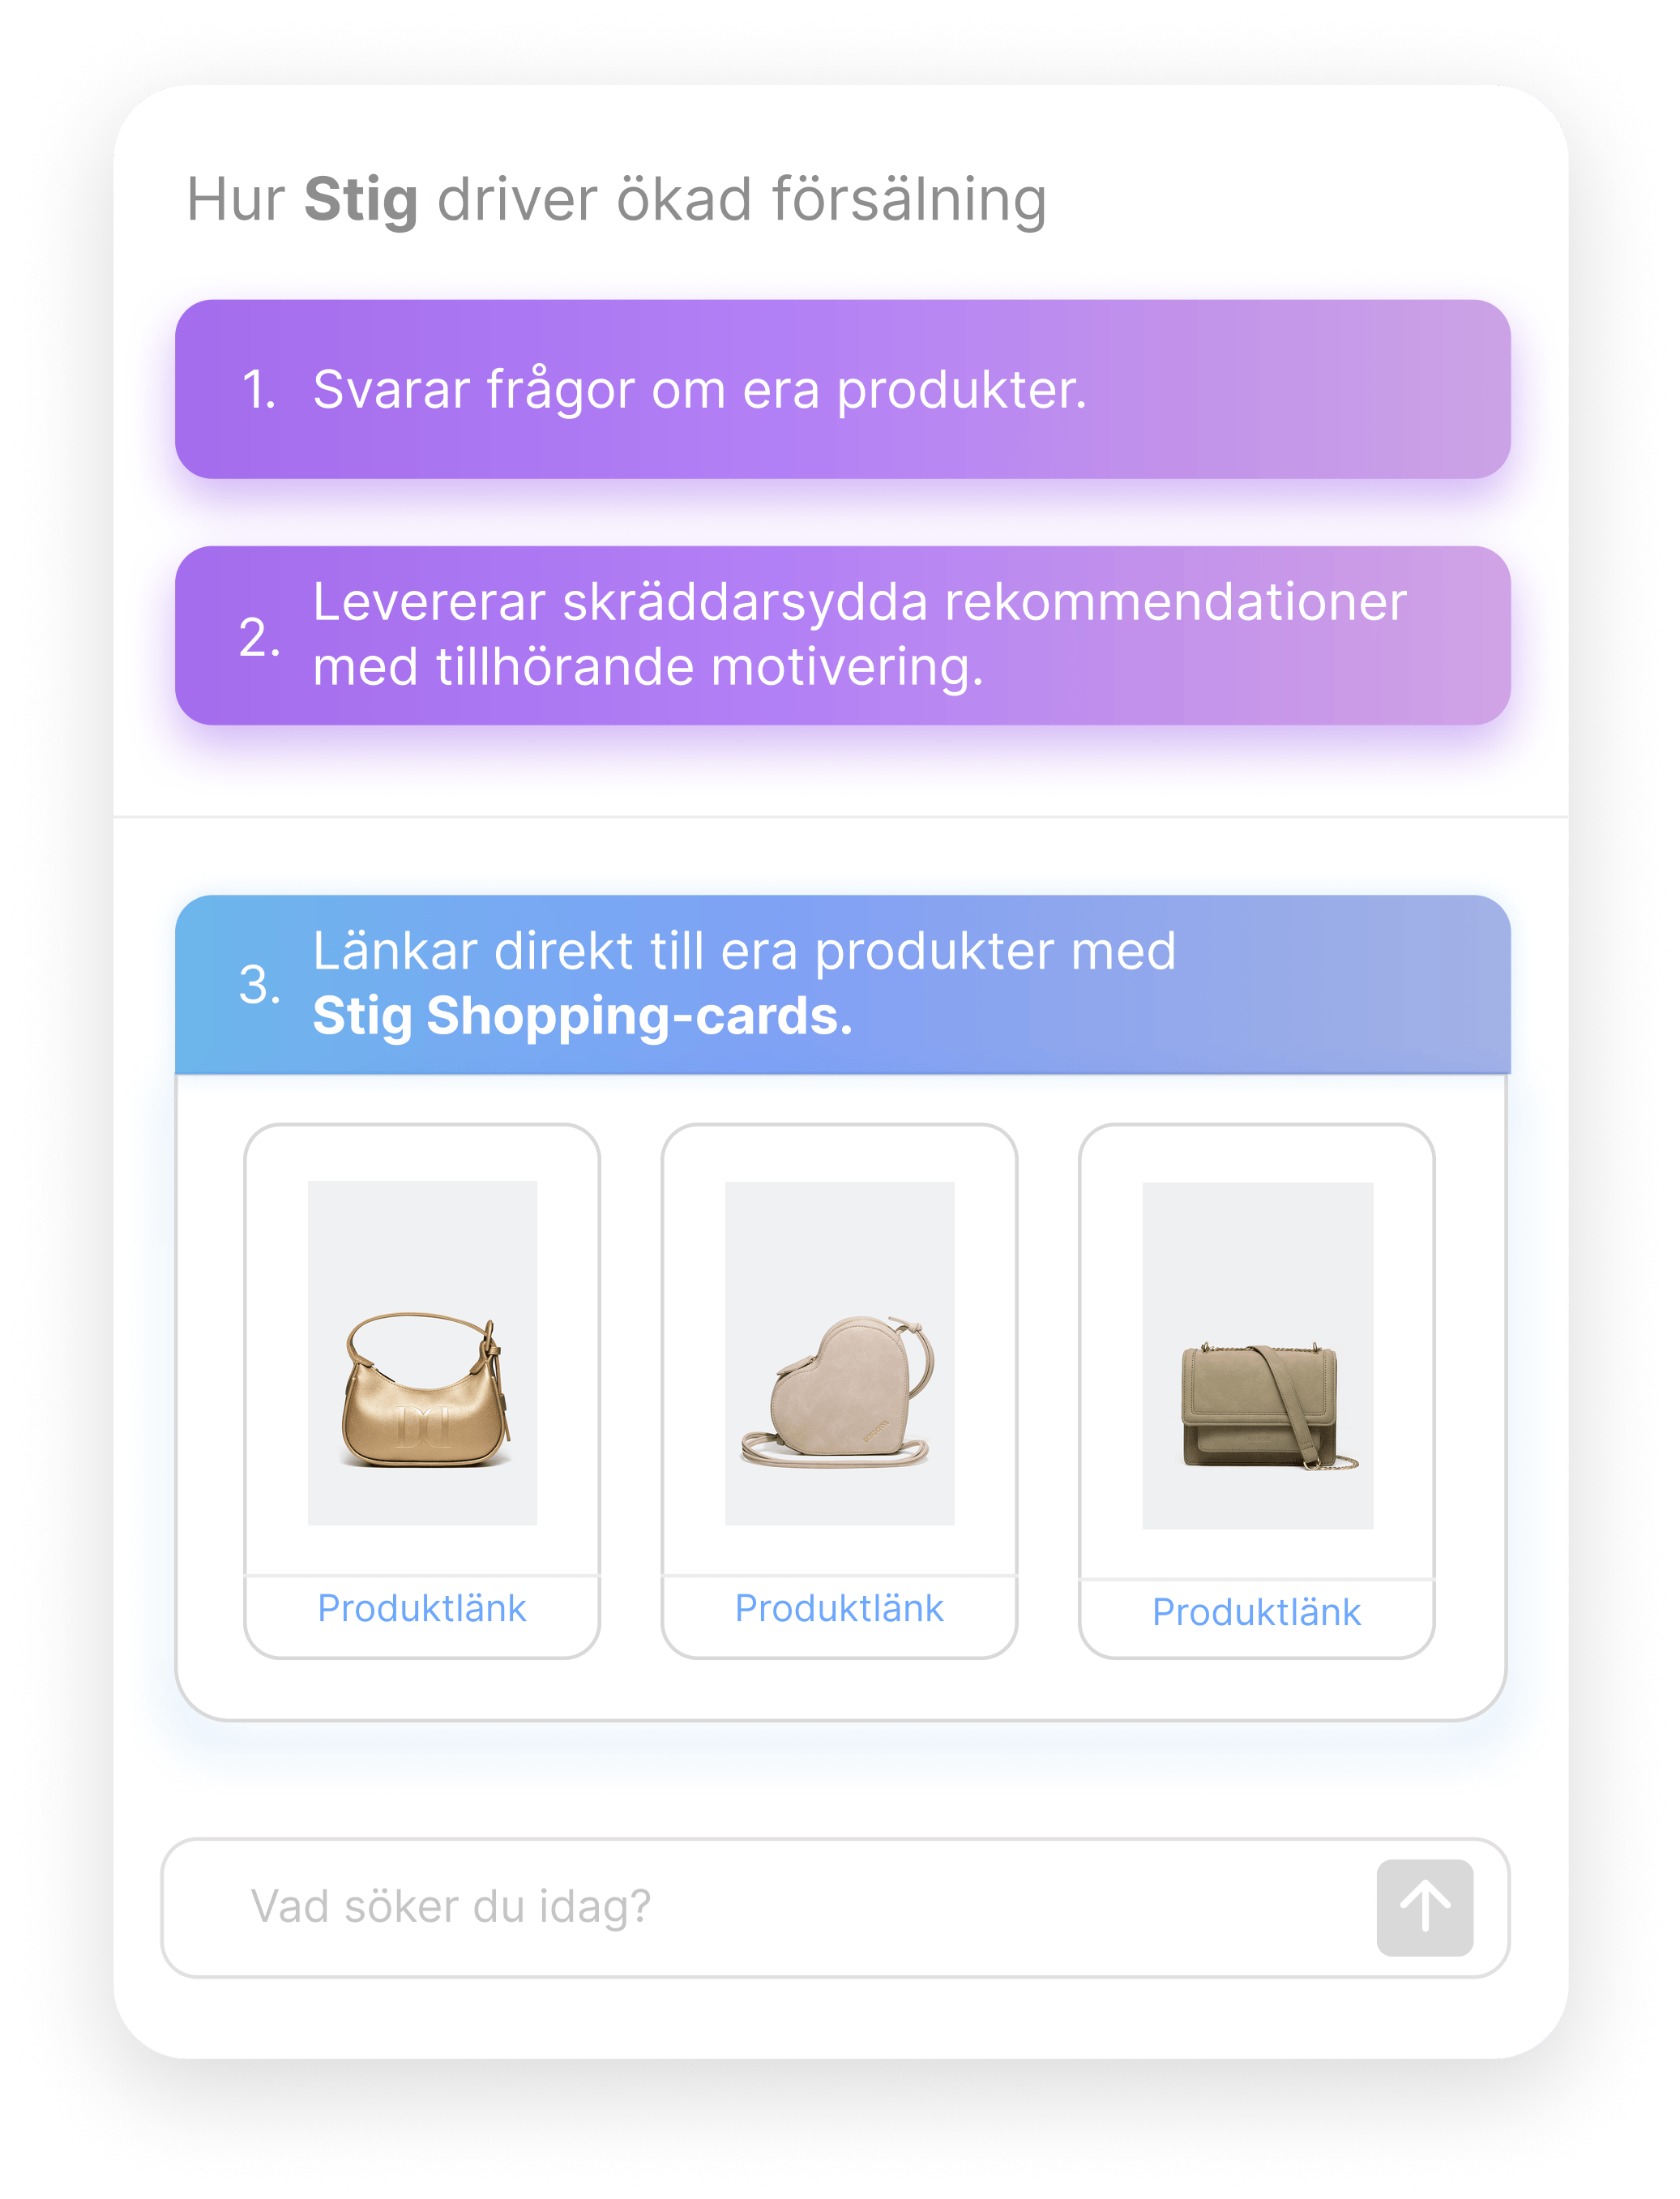 Hur Stig driver ökad försälning
1. Svarar frågor om era produkter.
2. Levererar skräddarsydda rekommendationer
med tillhörande motivering.
3. Länkar direkt till era produkter med
Stig Shopping-cards.
Produktlänk
Produktlänk
Produktlänk
Vad söker du idag?